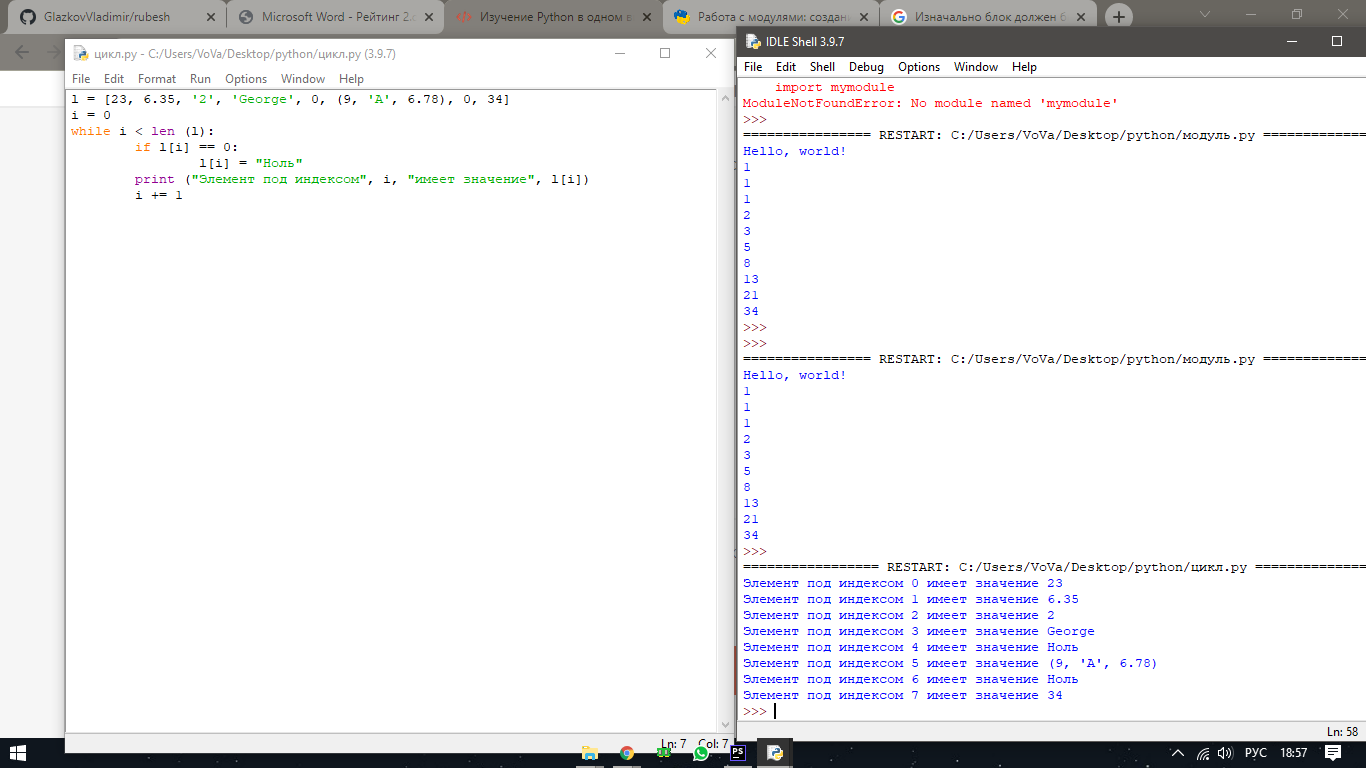 GlazkovVladimir/rubesh
Microsoft Word - Рейтинг 2.
Изучение Python в одном
Работа с модулями: создан
Изначально блок должен
цикл.py - C:/Users/VoVa/Desktop/python/цикл.py (3.9.7)
File Edit Format Run Options Window Help
l = [23, 6.35, '2', 'George', 0, (9, 'A', 6.78), 0, 34]
i = 0
while i < len (l):
if l[i] == 0:
l[i] = "Ноль"
print ("Элемент под индексом", i, "имеет значение", l[i])
i += 1
Ln: 7 Col: 7
IDLE Shell 3.9.7
File Edit Shell Debug Options Window Help
import mymodule
ModuleNotFoundError: No module named 'mymodule'
>>>
================ RESTART: C:/Users/VoVa/Desktop/python/модуль.py =============
Hello, world!
1
1
1
2
3
5
8
13
21
34
>>>
>>>
================ RESTART: C:/Users/VoVa/Desktop/python/модуль.py =============
Hello, world!
1
1
1
2
3
5
8
13
21
34
>>>
================= RESTART: C:/Users/VoVa/Desktop/python/цикл.py ==============
Элемент под индексом 0 имеет значение 23
Элемент под индексом 1 имеет значение 6.35
Элемент под индексом 2 имеет значение 2
Элемент под индексом 3 имеет значение George
Элемент под индексом 4 имеет значение Ноль
Элемент под индексом 5 имеет значение (9, 'A', 6.78)
Элемент под индексом 6 имеет значение Ноль
Элемент под индексом 7 имеет значение 34
>>>
Ln: 58
PS
РУС 18:57